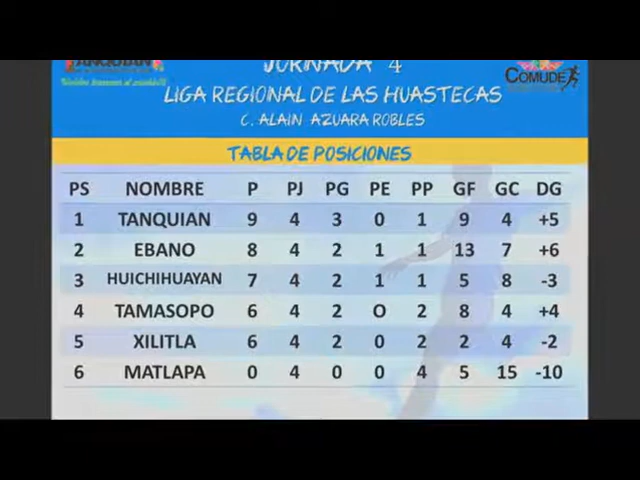 TANQUIAN
JORNADA 4
COMUDE
LIGA REGIONAL DE LAS HUASTECAS
C. ALAIN AZUARA ROBLES
TABLA DE POSICIONES
PS NOMBRE P PJ PG PE PP GF GC DG
1 TANQUIAN 9 4 3 0 1 9 4 +5
2 EBANO 8 4 2 1 1 13 7 +6
3 HUICHIHUAYAN 7 4 2 1 1 5 8 -3
4 TAMASOPO 6 4 2 O 2 8 4 +4
5 XILITLA 6 4 2 0 2 2 4 -2
6 MATLAPA 0 4 0 0 4 5 15 -10